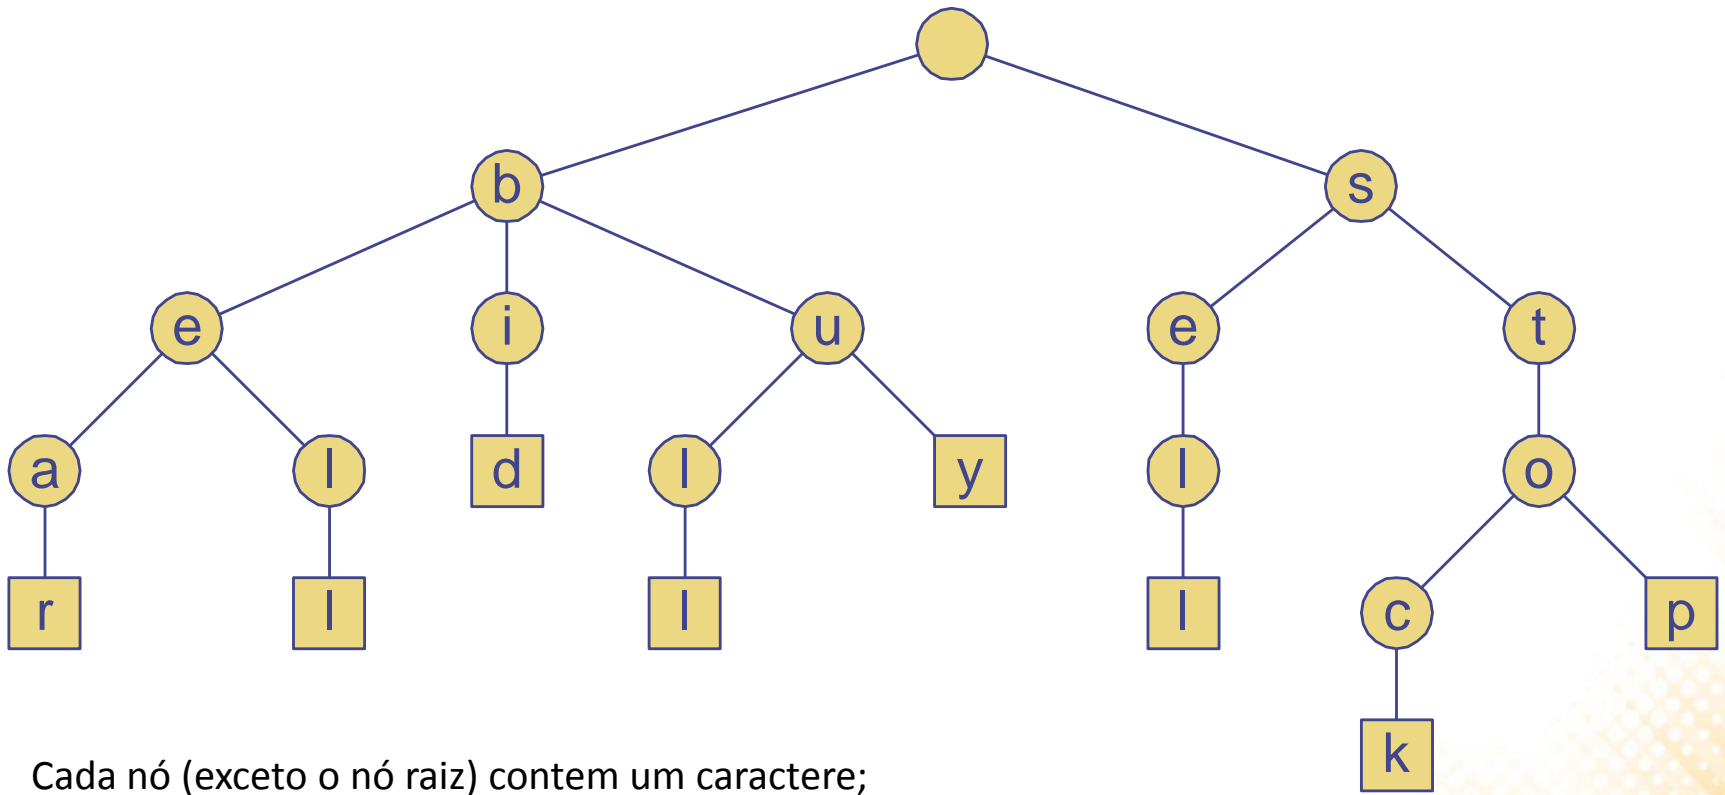 b s
e i u e t
a l d l y l o
r l l l c p
k
Cada nó (exceto o nó raiz) contem um caractere;